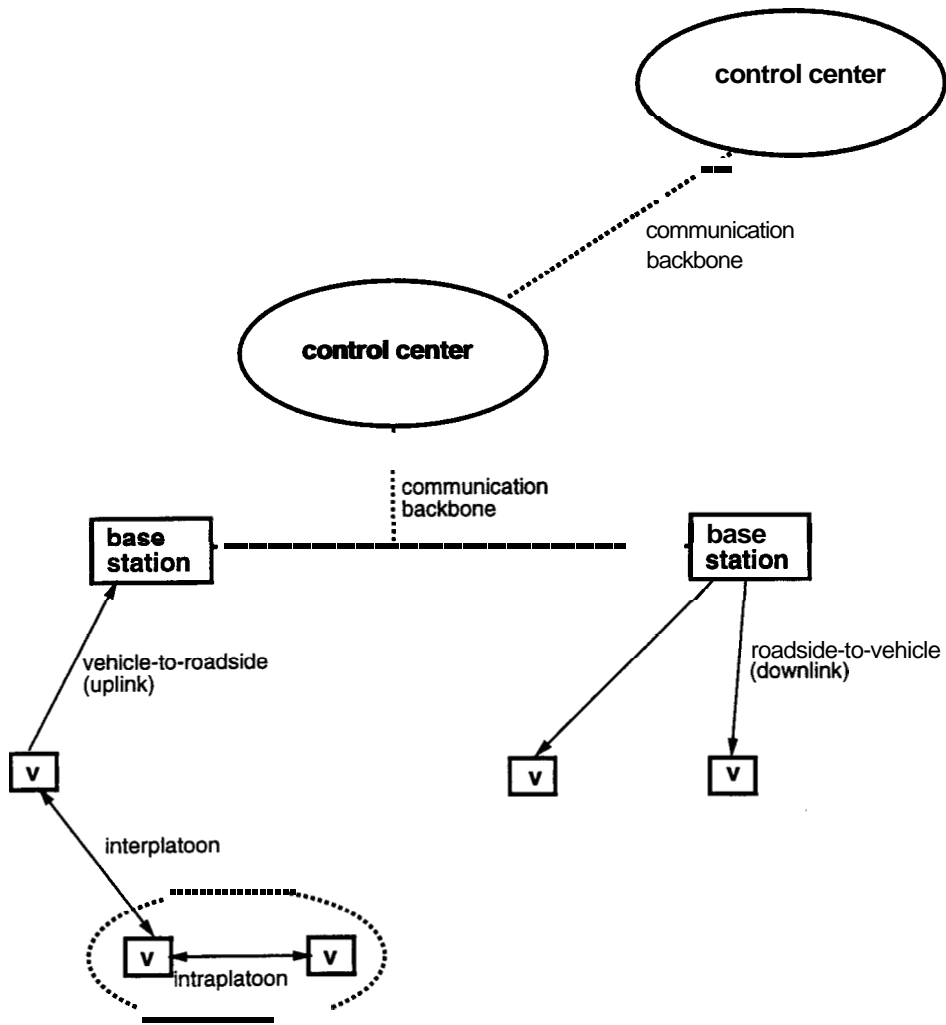 control center
communication
backbone
control center
communication
backbone
base
station
base
station
vehicle-to-roadside
(uplink)
roadside-to-vehicle
(downlink)
v
v
v
interplatoon
v
v
intraplatoon